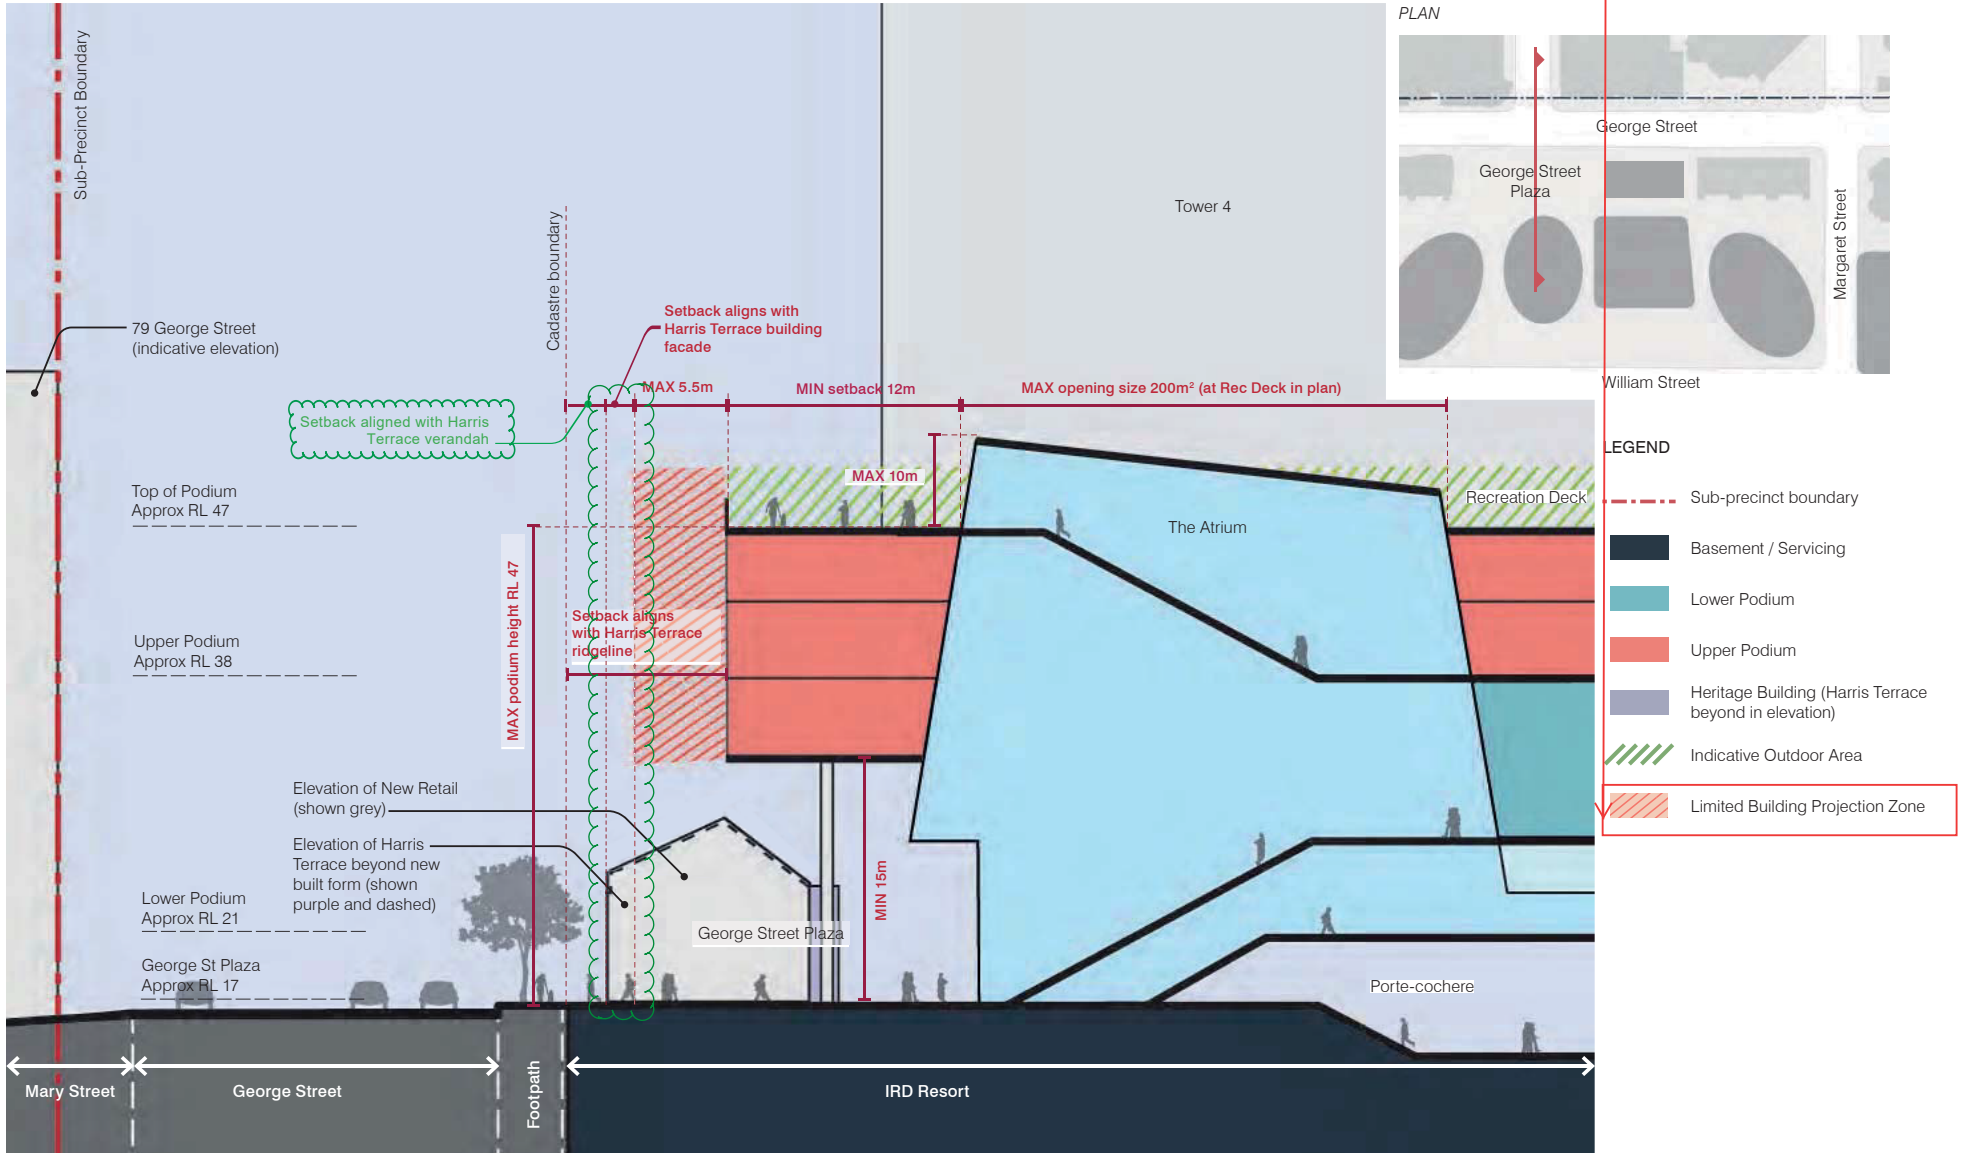 PLAN
George Street
George Street
Plaza
Margaret Street
William Street
Sub-Precinct Boundary
Tower 4
Cadastre boundary
79 George Street
(indicative elevation)
Setback aligns with
Harris Terrace building
facade
MAX 5.5m
MIN setback 12m
MAX opening size 200m² (at Rec Deck in plan)
Setback aligned with Harris
Terrace verandah
MAX 10m
Top of Podium
Approx RL 47
Recreation Deck
The Atrium
MAX podium height RL 47
Setback aligns
with Harris Terrace
ridgeline
Upper Podium
Approx RL 38
Elevation of New Retail
(shown grey)
Elevation of Harris
Terrace beyond new
built form (shown
purple and dashed)
Lower Podium
Approx RL 21
MIN 15m
George Street Plaza
George St Plaza
Approx RL 17
Porte-cochere
Mary Street
George Street
Footpath
IRD Resort
LEGEND
Sub-precinct boundary
Basement / Servicing
Lower Podium
Upper Podium
Heritage Building (Harris Terrace
beyond in elevation)
Indicative Outdoor Area
Limited Building Projection Zone